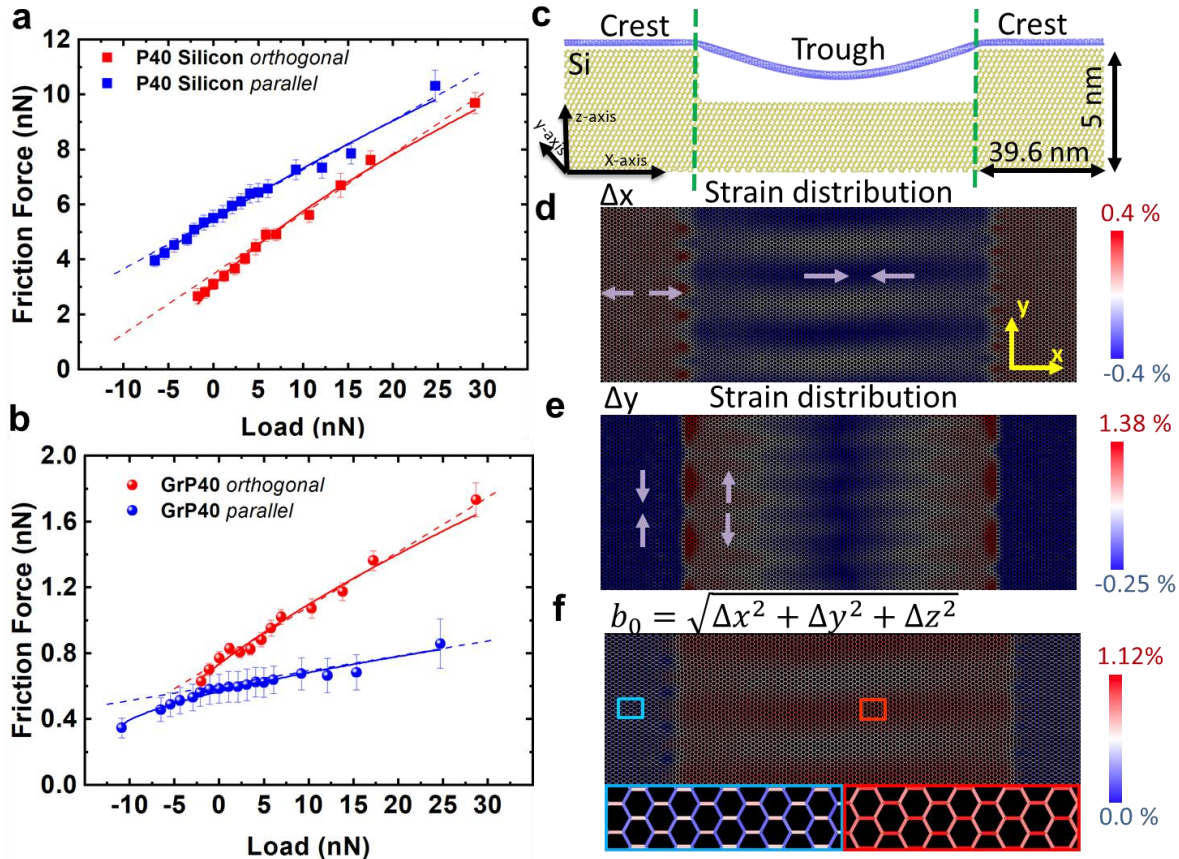 a
12
10
8
6
4
2
0
Friction Force (nN)
P40 Silicon orthogonal
P40 Silicon parallel
-10 -5 0 5 10 15 20 25 30
Load (nN)
b
2.0
1.6
1.2
0.8
0.4
0.0
Friction Force (nN)
GrP40 orthogonal
GrP40 parallel
-10 -5 0 5 10 15 20 25 30
Load (nN)
c
Crest
Trough
Crest
Si
z-axis
y-axis
X-axis
5 nm
39.6 nm
d
Δx Strain distribution
0.4 %
-0.4 %
y
x
e
Δy Strain distribution
1.38 %
-0.25 %
f
b₀ = √Δx² + Δy² + Δz²
1.12%
0.0 %